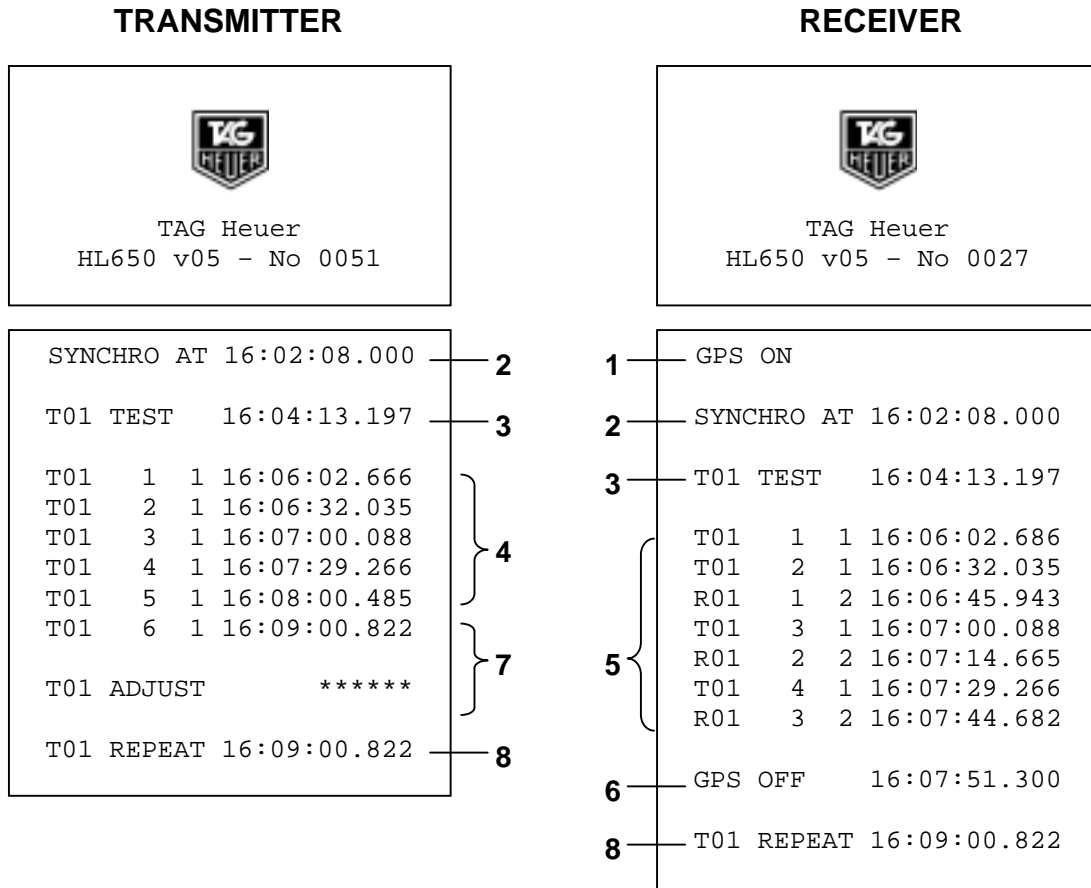 TRANSMITTER
TAG
HEUER
TAG Heuer
HL650 v05 – No 0051
SYNCHRO AT 16:02:08.000 2
T01 TEST 16:04:13.197 3
T01 1 1 16:06:02.666
T01 2 1 16:06:32.035
T01 3 1 16:07:00.088
T01 4 1 16:07:29.266
T01 5 1 16:08:00.485
4
T01 6 1 16:09:00.822
T01 ADJUST ******
7
T01 REPEAT 16:09:00.822 8
RECEIVER
TAG
HEUER
TAG Heuer
HL650 v05 – No 0027
1 GPS ON
2 SYNCHRO AT 16:02:08.000
3 T01 TEST 16:04:13.197
T01 1 1 16:06:02.686
T01 2 1 16:06:32.035
R01 1 2 16:06:45.943
T01 3 1 16:07:00.088
5 R01 2 2 16:07:14.665
T01 4 1 16:07:29.266
R01 3 2 16:07:44.682
6 GPS OFF 16:07:51.300
8 T01 REPEAT 16:09:00.822